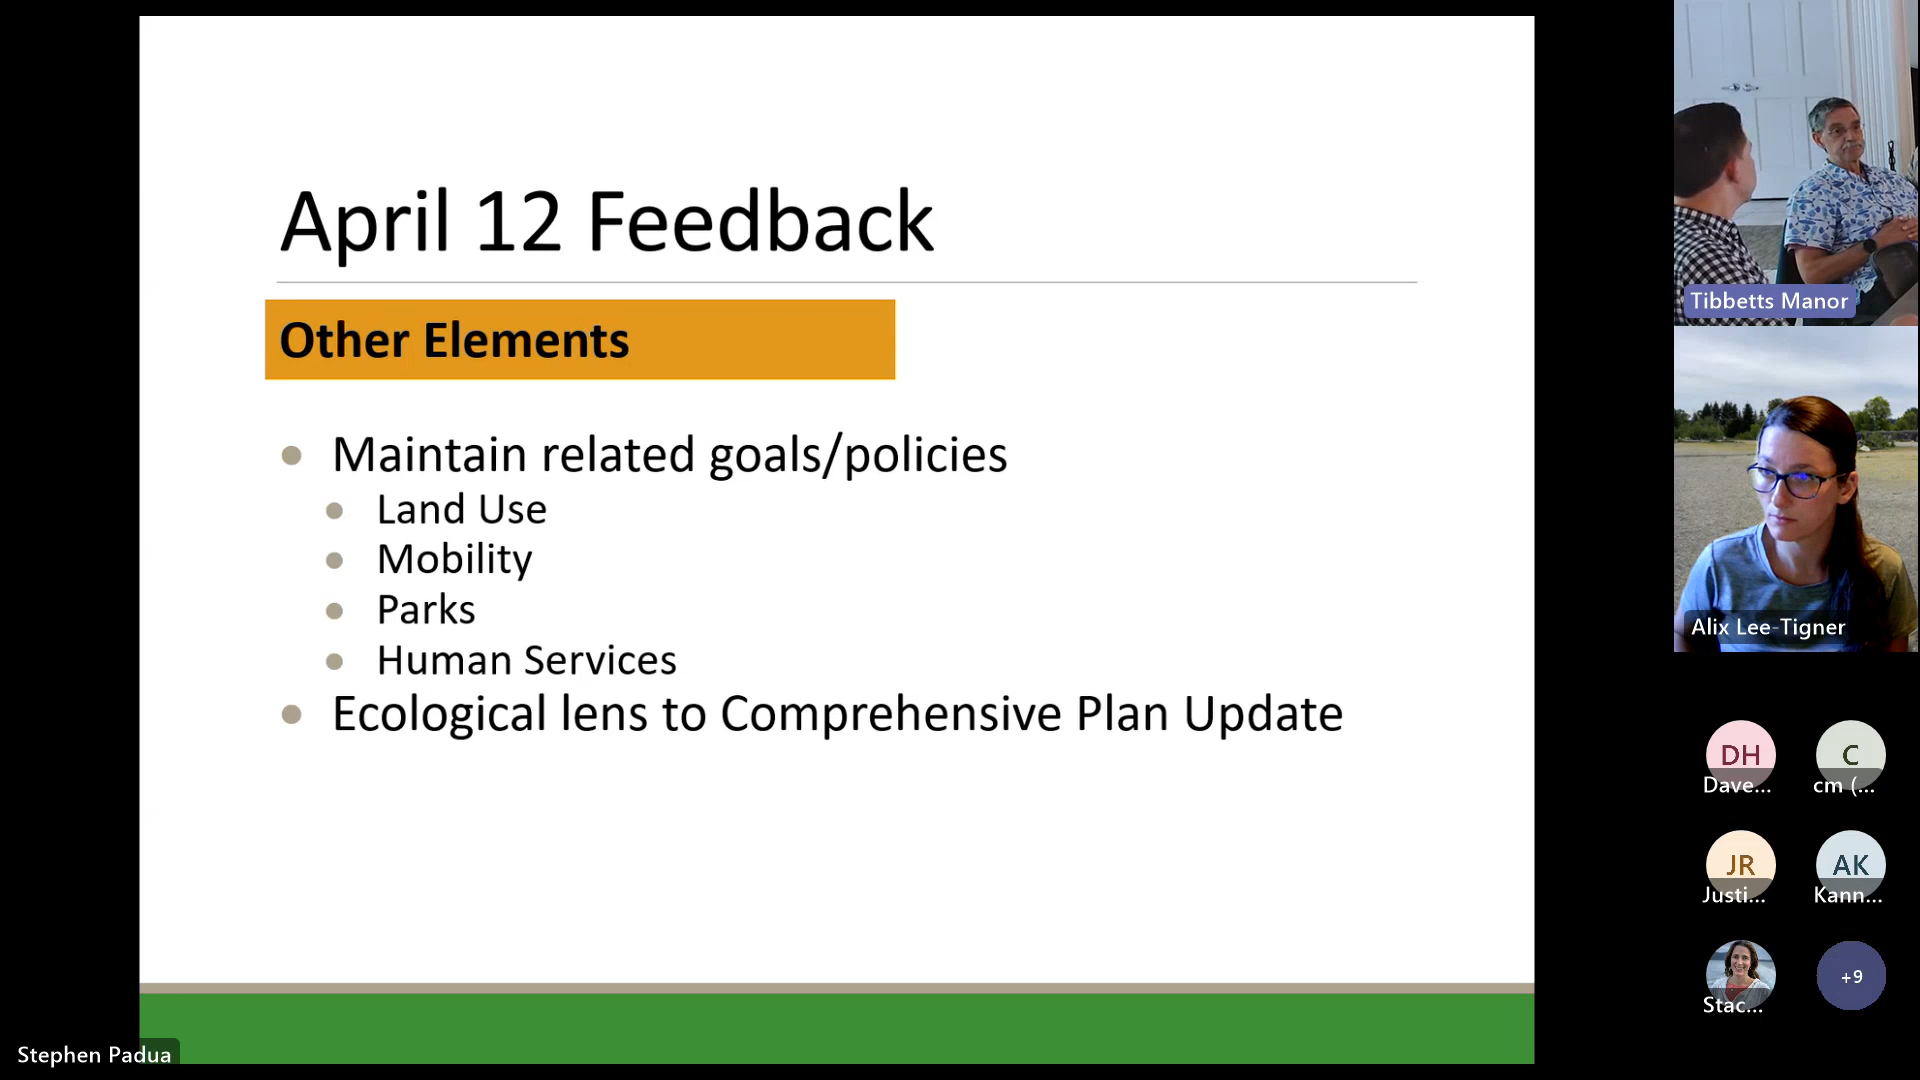 April 12 Feedback
Other Elements
Maintain related goals/policies
Land Use
Mobility
Parks
Human Services
Ecological lens to Comprehensive Plan Update
Stephen Padua
Tibbetts Manor
Alix Lee-Tigner
DH
Dave...
C
cm (...
JR
Justi...
AK
Kann...
Stac...
+9